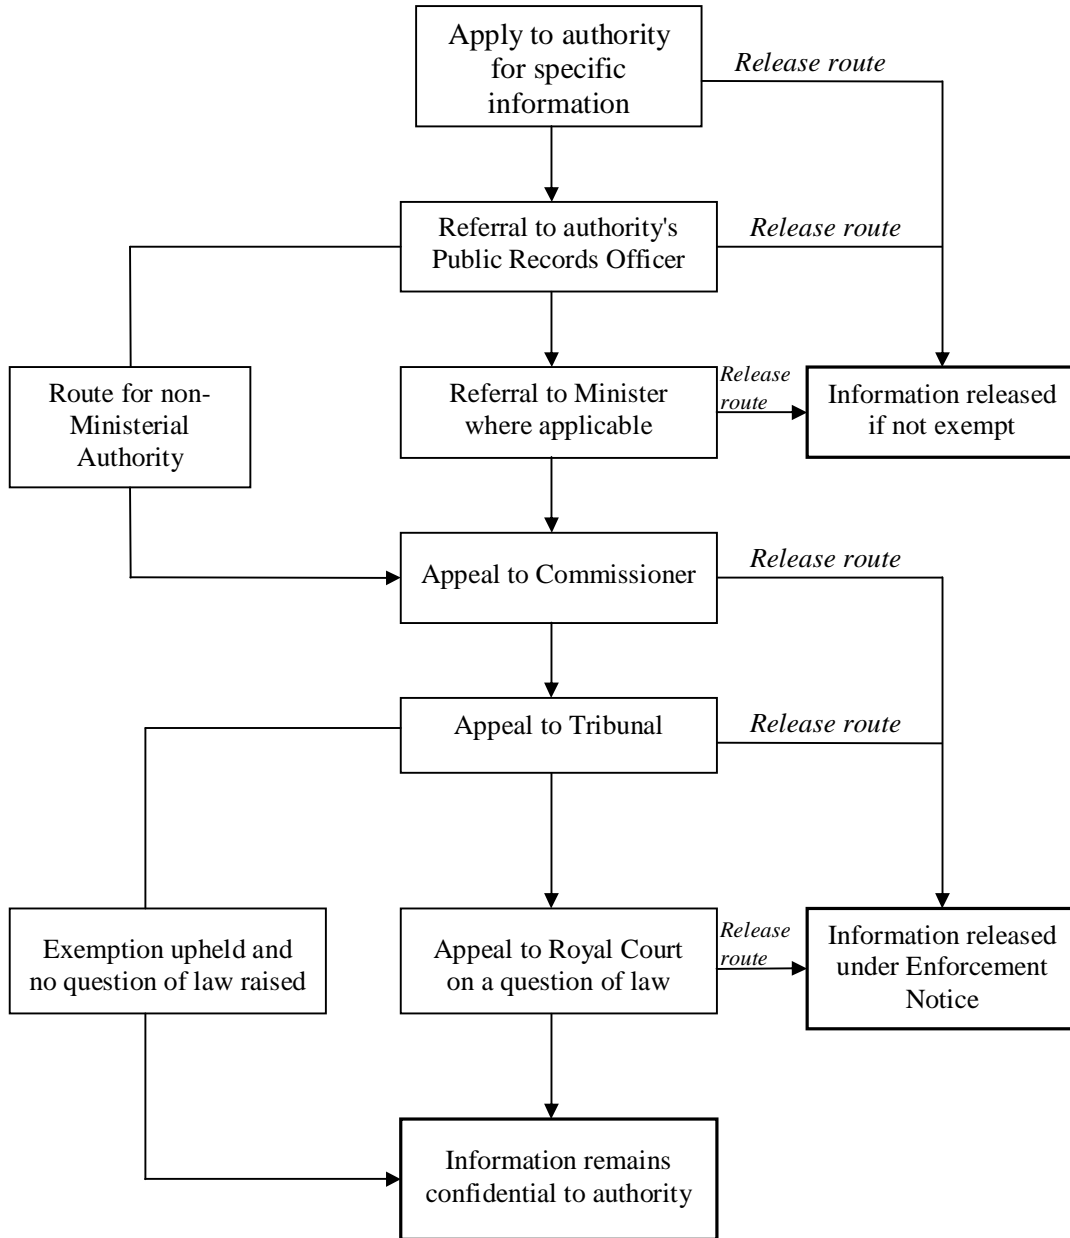 Apply to authority
for specific
information
Release route
Referral to authority's
Public Records Officer
Release route
Route for non-
Ministerial
Authority
Referral to Minister
where applicable
Release
route
Information released
if not exempt
Appeal to Commissioner
Release route
Appeal to Tribunal
Release route
Exemption upheld and
no question of law raised
Appeal to Royal Court
on a question of law
Release
route
Information released
under Enforcement
Notice
Information remains
confidential to authority